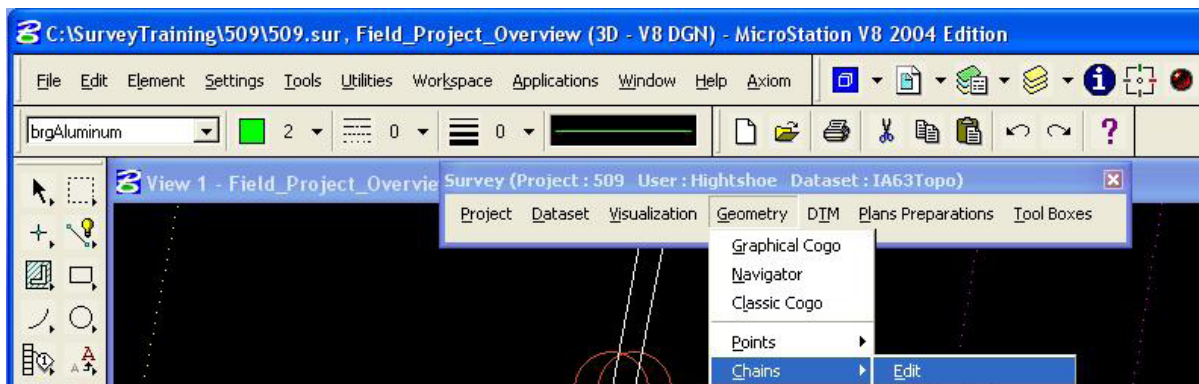 C:\SurveyTraining\509\509.sur, Field_Project_Overview (3D - V8 DGN) - MicroStation V8 2004 Edition
File Edit Element Settings Tools Utilities Workspace Applications Window Help Axiom
brgAluminum 2 0 0
View 1 - Field_Project_Overvie
Survey (Project : 509 User : Hightshoe Dataset : IA63Topo)
Project Dataset Visualization Geometry DTM Plans Preparations Tool Boxes
Graphical Cogo
Navigator
Classic Cogo
Points
Chains Edit